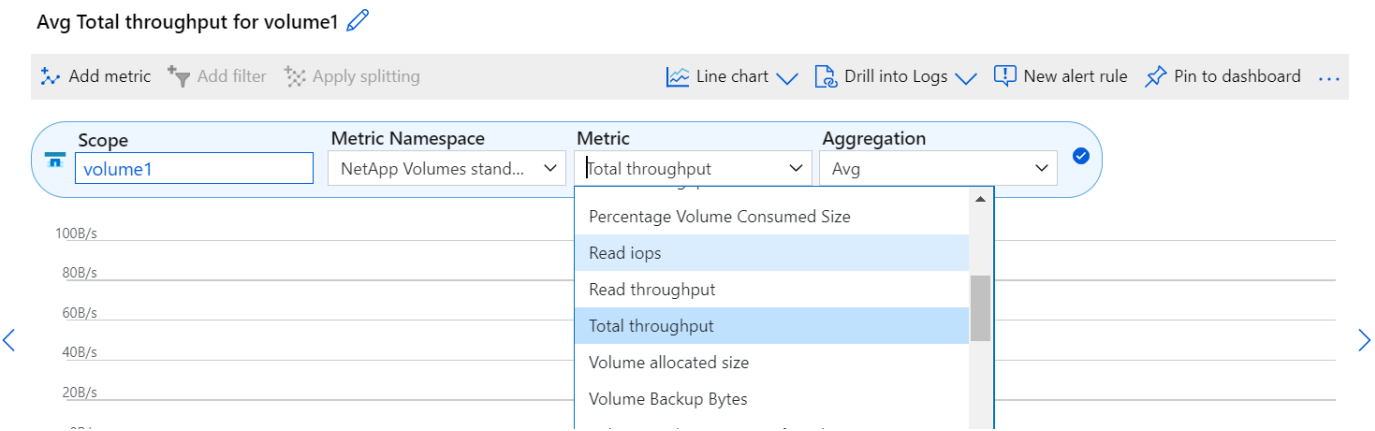 Avg Total throughput for volume1
Add metric Add filter Apply splitting Line chart Drill into Logs New alert rule Pin to dashboard ...
Scope Metric Namespace Metric Aggregation
volume1 NetApp Volumes stand... Total throughput Avg
Percentage Volume Consumed Size
100B/s
Read iops
80B/s
Read throughput
60B/s
Total throughput
40B/s
Volume allocated size
20B/s
Volume Backup Bytes